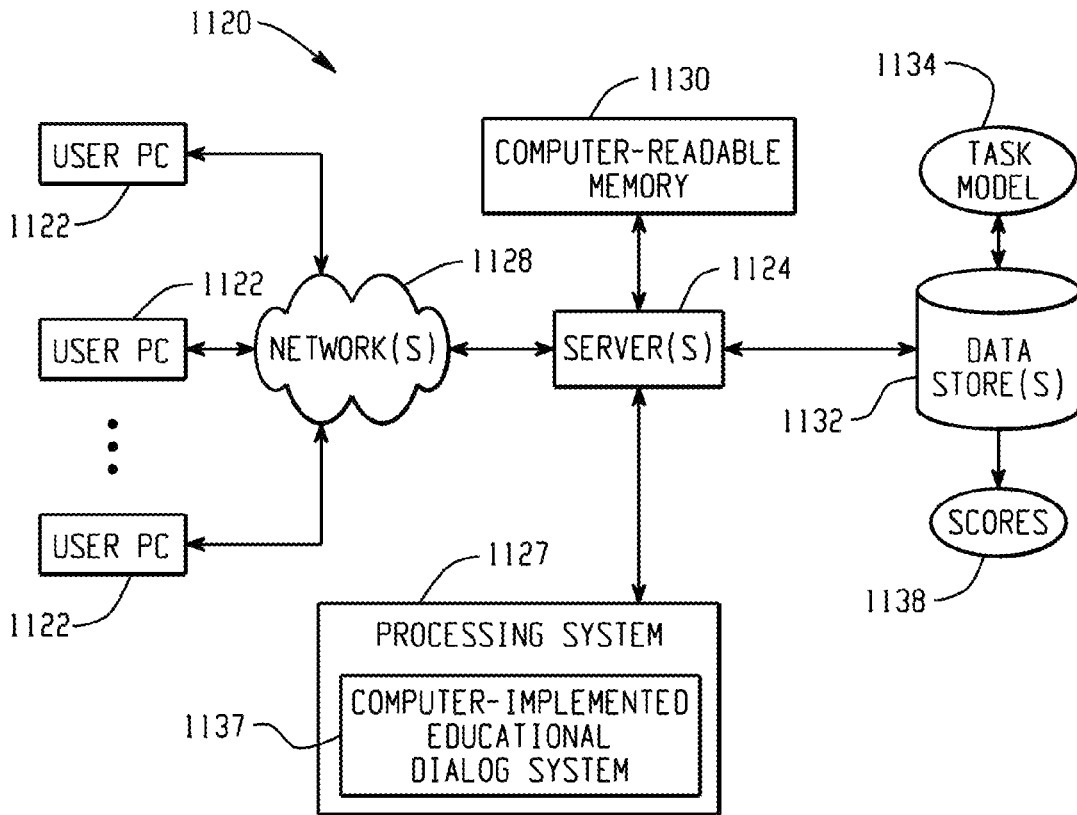 1120
1130
1134
USER PC
COMPUTER-READABLE
MEMORY
TASK
MODEL
1122
1128
1124
1122
USER PC
NETWORK(S)
SERVER(S)
DATA
STORE(S)
1132
USER PC
SCORES
1127
1122
1138
PROCESSING SYSTEM
1137
COMPUTER-IMPLEMENTED
EDUCATIONAL
DIALOG SYSTEM